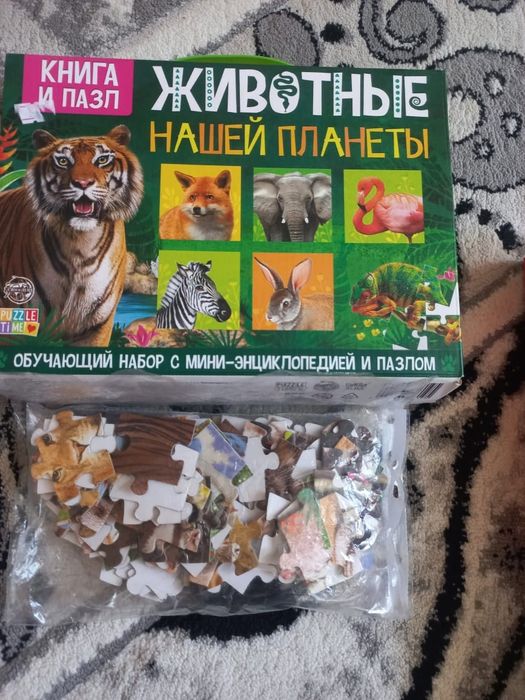 КНИГА
И ПАЗЛ
ЖИВОТНЫЕ
НАШЕЙ ПЛАНЕТЫ
PUZZLE
TIME
ОБУЧАЮЩИЙ НАБОР С МИНИ-ЭНЦИКЛОПЕДИЕЙ И ПАЗЛОМ